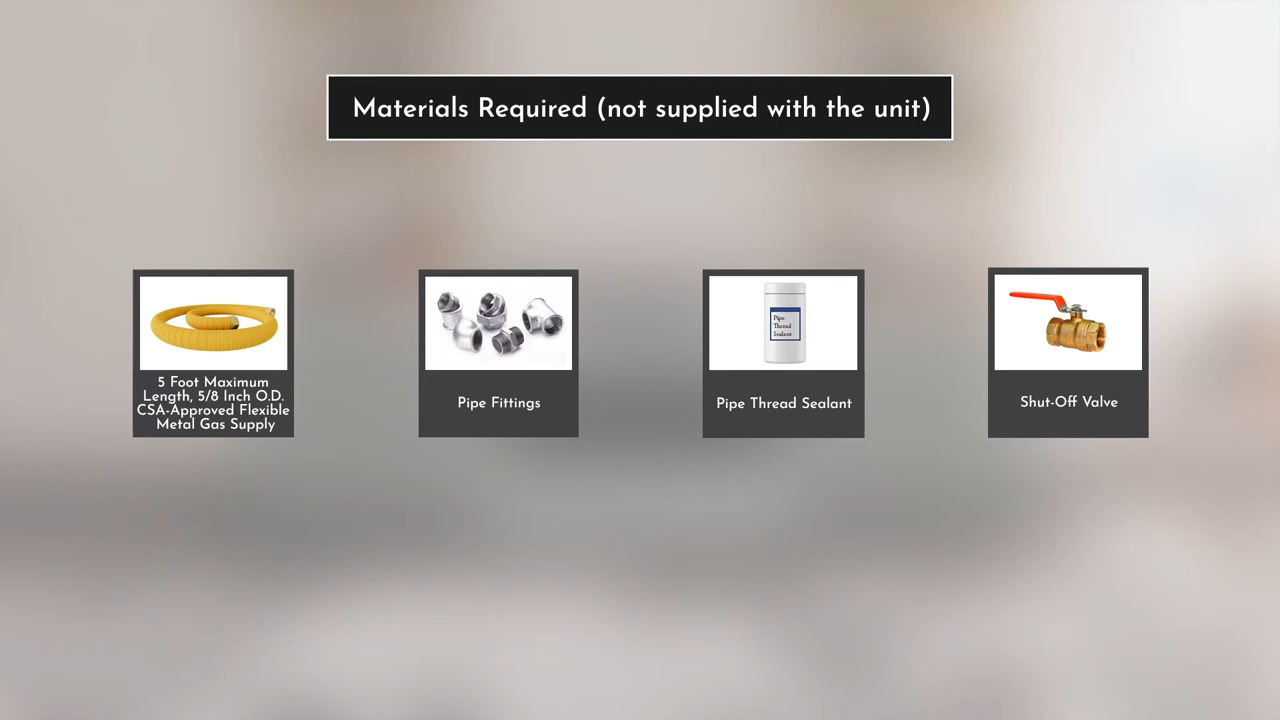 Materials Required (not supplied with the unit)
5 Foot Maximum
Length, 5/8 Inch O.D.
CSA-Approved Flexible
Metal Gas Supply
Pipe Fittings
Pipe
Thread
Sealant
Pipe Thread Sealant
Shut-Off Valve